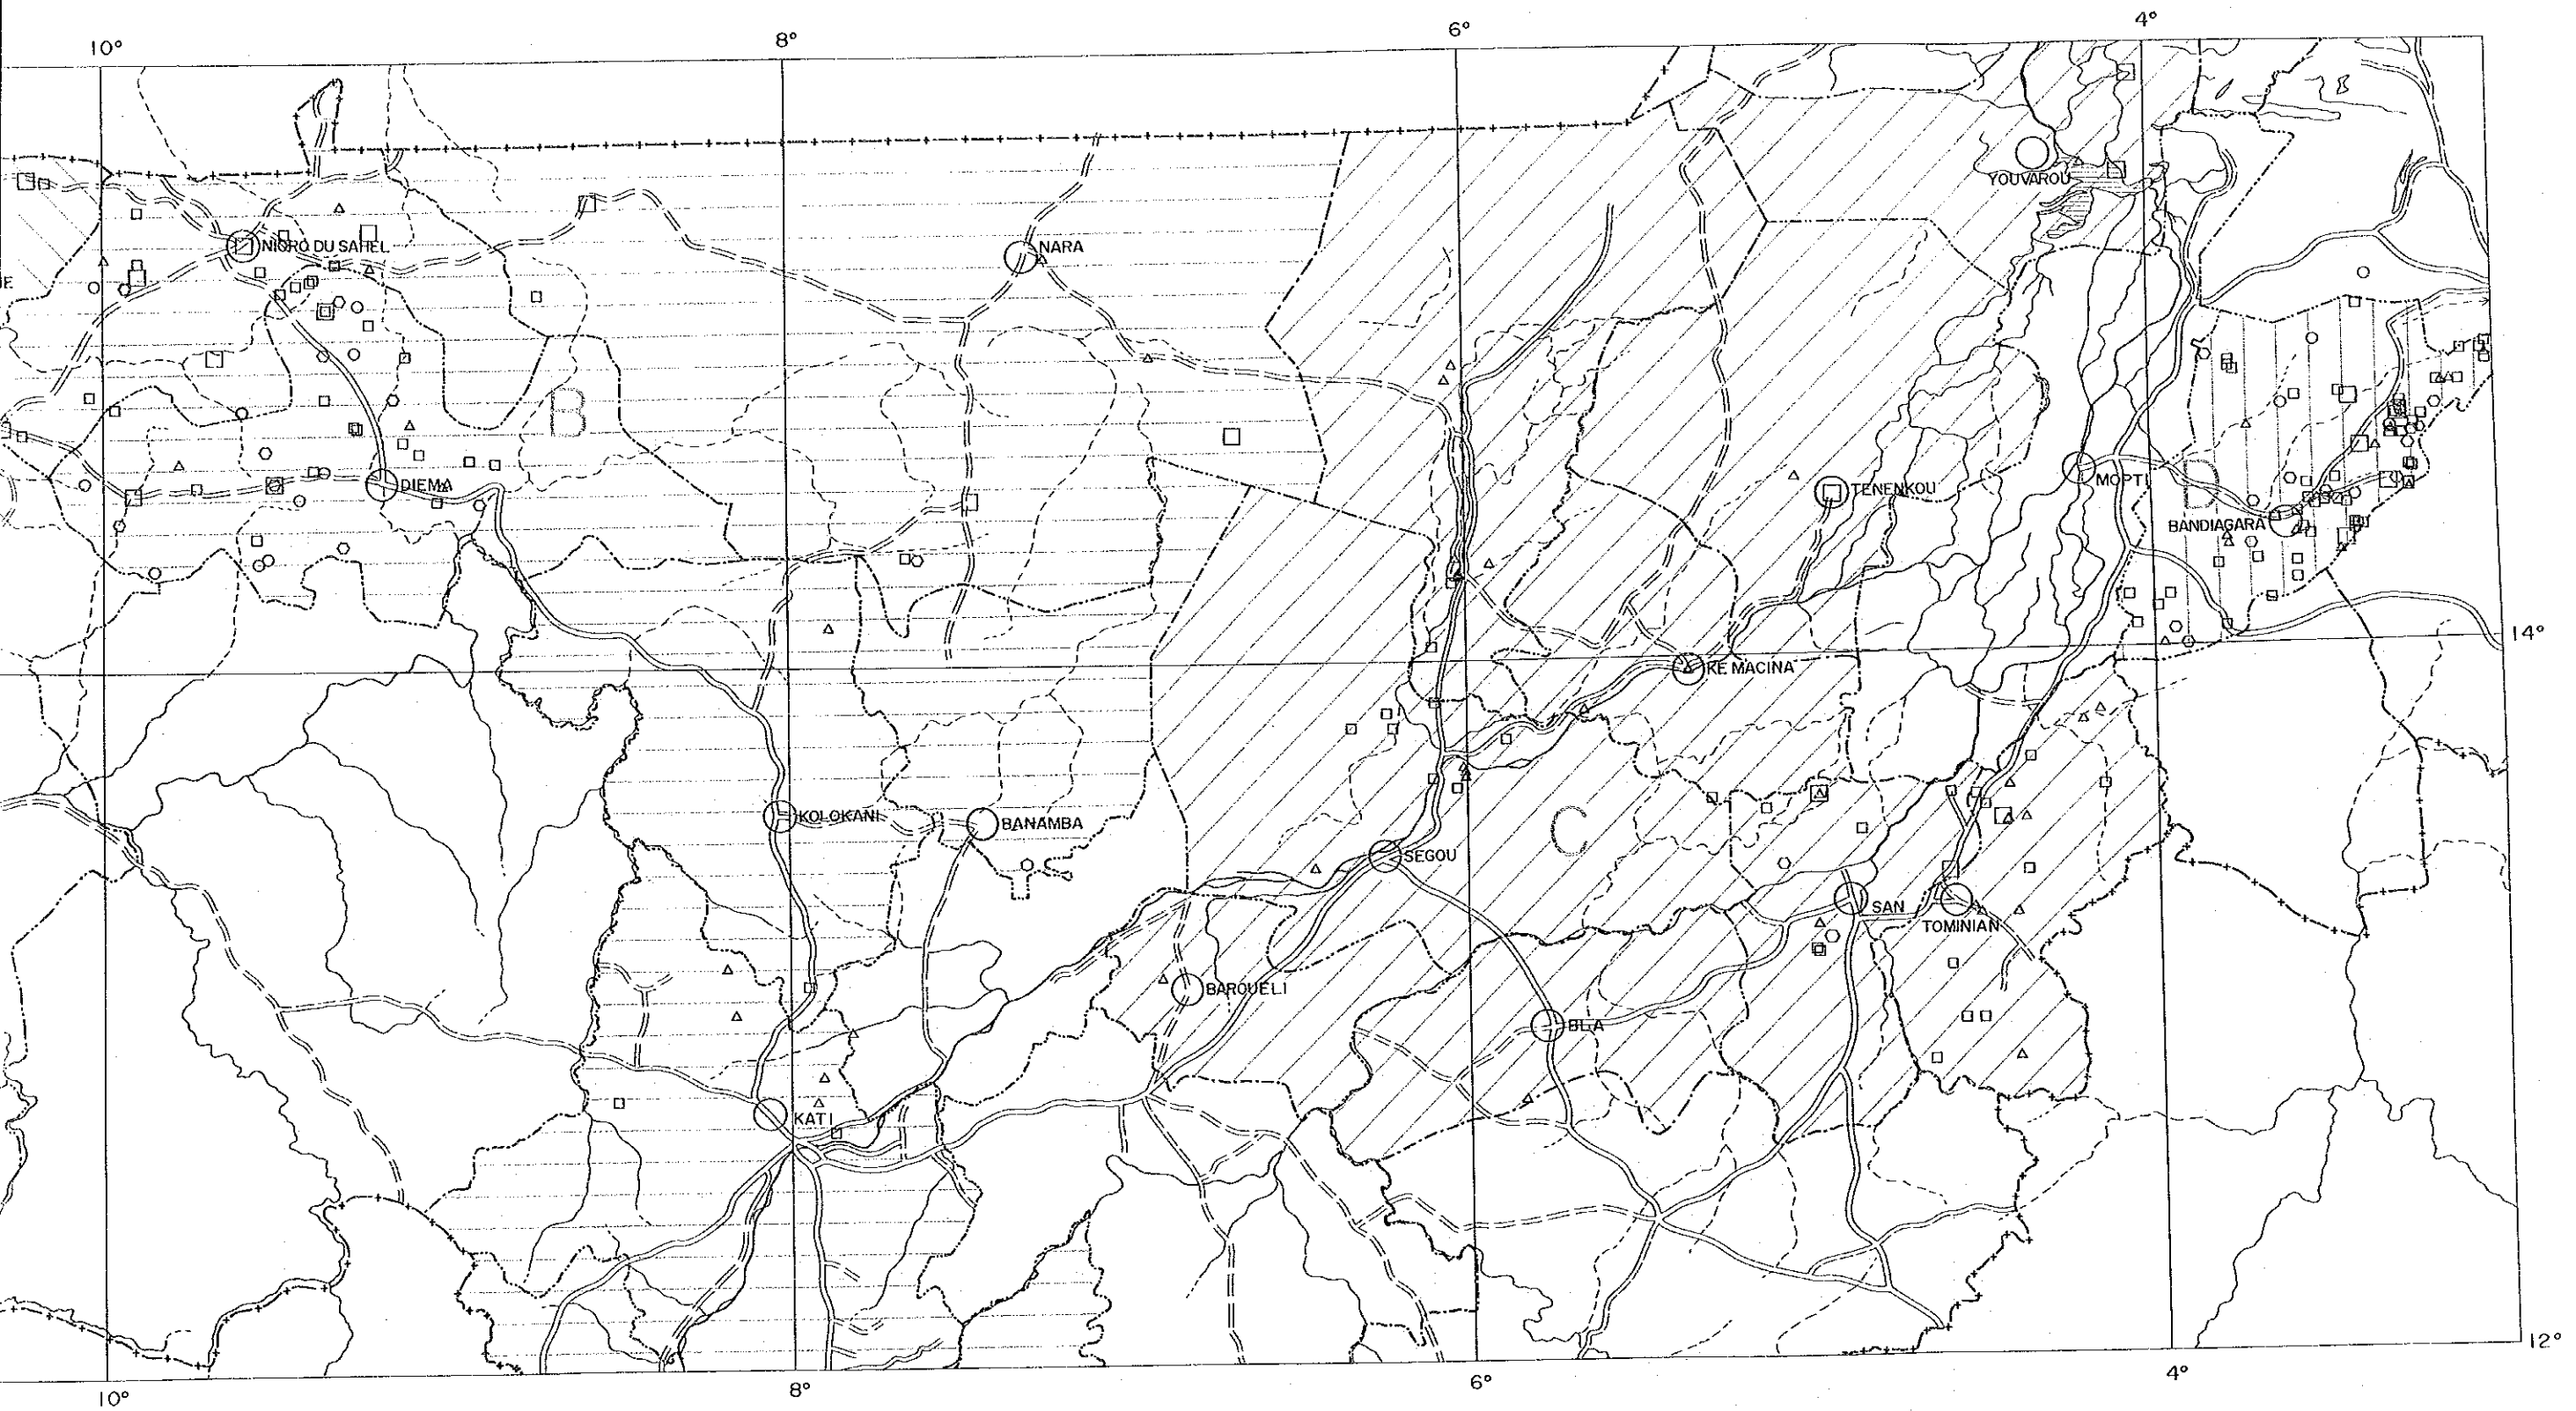 10° 8° 6° 4°
YOUVAROU
NIORO DU SAHEL
NARA
B
DIEMA
TENENKOU
MOPTI
D
BANDIAGARA
14°
KE MACINA
KOLOKANI
BANAMBA
C
SEGOU
SAN
TOMINIAN
BAROUELI
BLA
KATI
12°
10° 8° 6° 4°